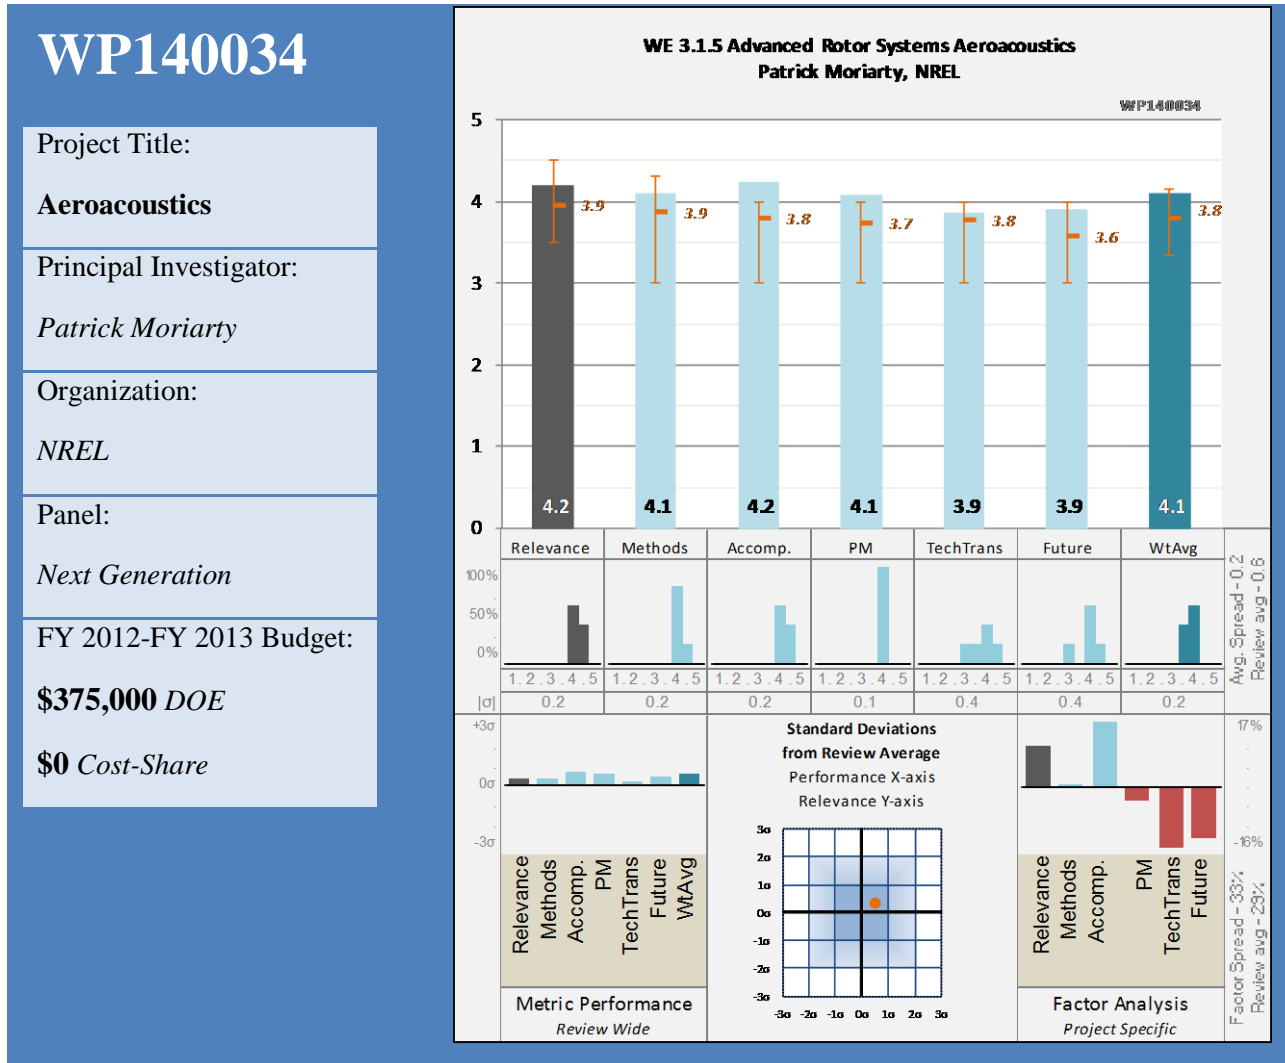 WP140034
Project Title:
Aeroacoustics
Principal Investigator:
Patrick Moriarty
Organization:
NREL
Panel:
Next Generation
FY 2012-FY 2013 Budget:
$375,000 DOE
$0 Cost-Share
WE 3.1.5 Advanced Rotor Systems Aeroacoustics
Patrick Moriarty, NREL
WP140034
5
4
3
2
1
0
3.9
3.9
3.8
3.7
3.8
3.6
3.8
4.2 4.1 4.2 4.1 3.9 3.9 4.1
Relevance Methods Accomp. PM TechTrans Future WtAvg
100%
50%
0%
1 . 2 . 3 . 4 . 5 1 . 2 . 3 . 4 . 5 1 . 2 . 3 . 4 . 5 1 . 2 . 3 . 4 . 5 1 . 2 . 3 . 4 . 5 1 . 2 . 3 . 4 . 5 1 . 2 . 3 . 4 . 5
|σ| 0.2 0.2 0.2 0.1 0.4 0.4 0.2
Avg. Spread - 0.2
Review avg - 0.6
+3σ
0σ
-3σ
Relevance
Methods
Accomp.
PM
TechTrans
Future
WtAvg
Metric Performance
Review Wide
Standard Deviations
from Review Average
Performance X-axis
Relevance Y-axis
3σ
2σ
1σ
0σ
-1σ
-2σ
-3σ
-3σ -2σ -1σ 0σ 1σ 2σ 3σ
17%
-16%
Relevance
Methods
Accomp.
PM
TechTrans
Future
Factor Analysis
Project Specific
Factor Spread - 33%
Review avg - 29%